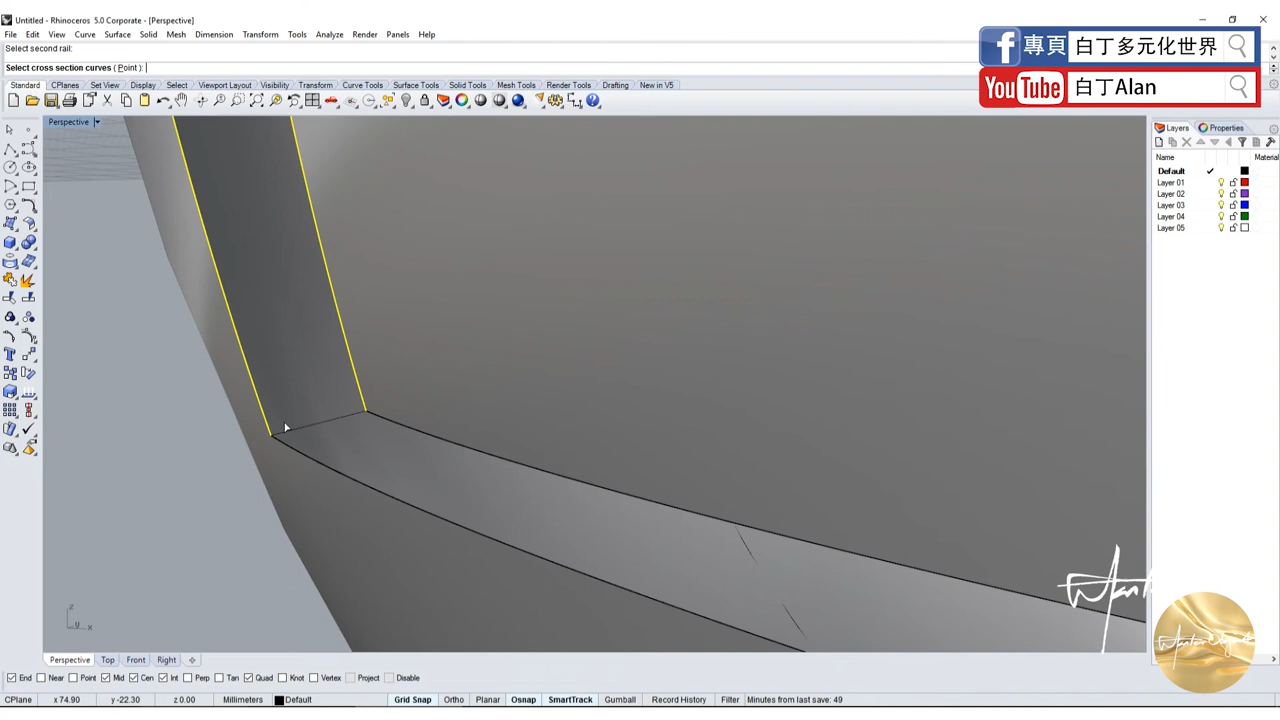 Untitled - Rhinoceros 5.0 Corporate - [Perspective]
File Edit View Curve Surface Solid Mesh Dimension Transform Tools Analyze Render Panels Help
Select second rail:
Select cross section curves ( Point ):
專頁 白丁多元化世界
YouTube 白丁Alan
Standard CPlanes Set View Display Select Viewport Layout Visibility Transform Curve Tools Surface Tools Solid Tools Mesh Tools Render Tools Drafting New in V5
Perspective
Layers Properties
Name Material
Default
Layer 01
Layer 02
Layer 03
Layer 04
Layer 05
z
x
Perspective Top Front Right
End Near Point Mid Cen Int Perp Tan Quad Knot Vertex Project Disable
CPlane x 74.90 y -22.30 z 0.00 Millimeters Default Grid Snap Ortho Planar Osnap SmartTrack Gumball Record History Filter Minutes from last save: 49